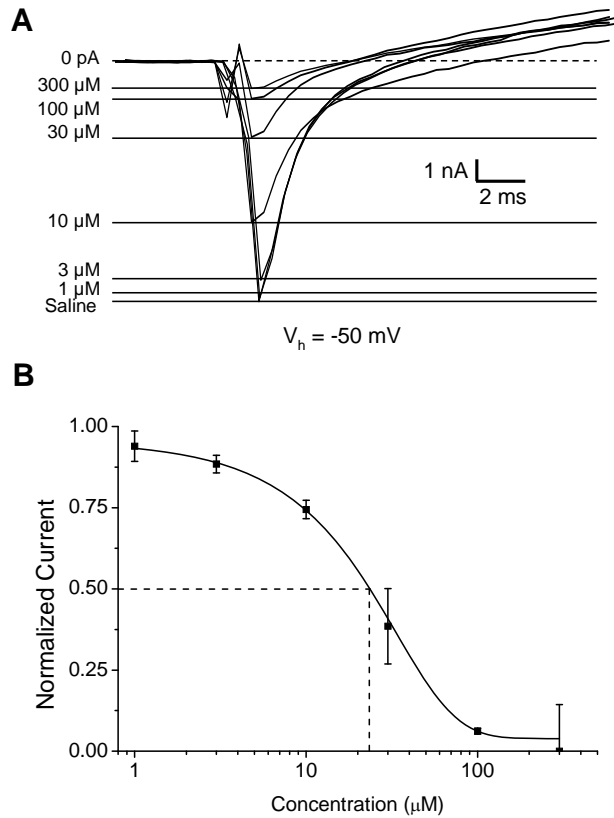 A
0 pA
300 µM
100 µM
30 µM
10 µM
3 µM
1 µM
Saline
1 nA
2 ms
Vh = -50 mV
B
Normalized Current
1.00
0.75
0.50
0.25
0.00
1 10 100
Concentration (µM)